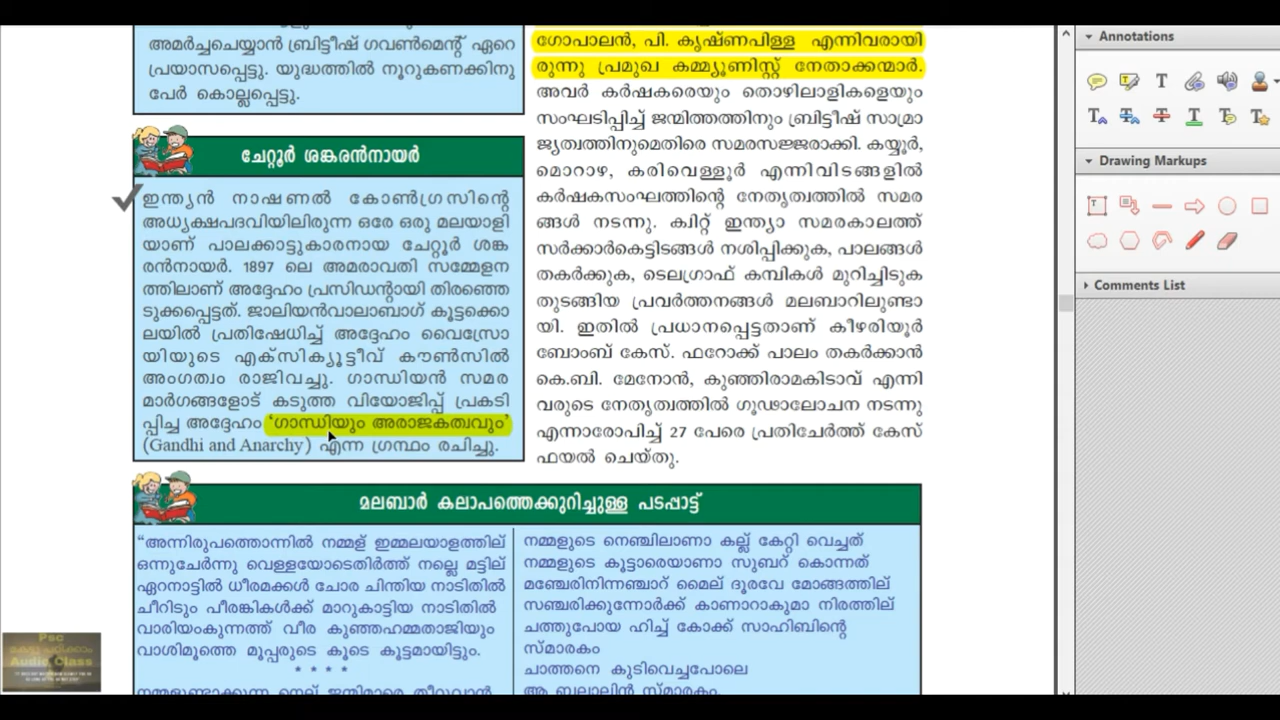 അമർച്ചചെയ്യാൻ ബ്രിട്ടീഷ് ഗവൺമെന്റ് ഏറെ
പ്രയാസപ്പെട്ടു. യുദ്ധത്തിൽ നൂറുകണക്കിനു
പേർ കൊല്ലപ്പെട്ടു.
ചേറ്റൂർ ശങ്കരൻനായർ
ഇന്ത്യൻ നാഷണൽ കോൺഗ്രസിന്റെ
അധ്യക്ഷപദവിയിലിരുന്ന ഒരേ ഒരു മലയാളി
യാണ് പാലക്കാട്ടുകാരനായ ചേറ്റൂർ ശങ്ക
രൻനായർ. 1897 ലെ അമരാവതി സമ്മേളന
ത്തിലാണ് അദ്ദേഹം പ്രസിഡന്റായി തിരഞ്ഞെ
ടുക്കപ്പെട്ടത്. ജാലിയൻവാലാബാഗ് കൂട്ടക്കൊ
ലയിൽ പ്രതിഷേധിച്ച് അദ്ദേഹം വൈസ്രോ
യിയുടെ എക്സിക്യൂട്ടീവ് കൗൺസിൽ
അംഗത്വം രാജിവച്ചു. ഗാന്ധിയൻ സമര
മാർഗങ്ങളോട് കടുത്ത വിയോജിപ്പ് പ്രകടി
പ്പിച്ച അദ്ദേഹം 'ഗാന്ധിയും അരാജകത്വവും'
(Gandhi and Anarchy) എന്ന ഗ്രന്ഥം രചിച്ചു.
ഗോപാലൻ, പി. കൃഷ്ണപിള്ള എന്നിവരായി
രുന്നു പ്രമുഖ കമ്മ്യൂണിസ്റ്റ് നേതാക്കന്മാർ.
അവർ കർഷകരെയും തൊഴിലാളികളെയും
സംഘടിപ്പിച്ച് ജന്മിത്തത്തിനും ബ്രിട്ടീഷ് സാമ്രാ
ജ്യത്വത്തിനുമെതിരെ സമരസജ്ജരാക്കി. കയ്യൂർ,
മൊറാഴ, കരിവെള്ളൂർ എന്നിവിടങ്ങളിൽ
കർഷകസംഘത്തിന്റെ നേതൃത്വത്തിൽ സമര
ങ്ങൾ നടന്നു. ക്വിറ്റ് ഇന്ത്യാ സമരകാലത്ത്
സർക്കാർകെട്ടിടങ്ങൾ നശിപ്പിക്കുക, പാലങ്ങൾ
തകർക്കുക, ടെലഗ്രാഫ് കമ്പികൾ മുറിച്ചിടുക
തുടങ്ങിയ പ്രവർത്തനങ്ങൾ മലബാറിലുണ്ടാ
യി. ഇതിൽ പ്രധാനപ്പെട്ടതാണ് കീഴരിയൂർ
ബോംബ് കേസ്. ഫറോക്ക് പാലം തകർക്കാൻ
കെ.ബി. മേനോൻ, കുഞ്ഞിരാമകിടാവ് എന്നി
വരുടെ നേതൃത്വത്തിൽ ഗൂഢാലോചന നടന്നു
എന്നാരോപിച്ച് 27 പേരെ പ്രതിചേർത്ത് കേസ്
ഫയൽ ചെയ്തു.
മലബാർ കലാപത്തെക്കുറിച്ചുള്ള പടപ്പാട്ട്
"അന്നിരുപത്തൊന്നിൽ നമ്മള് ഇമ്മലയാളത്തില്
ഒന്നുചേർന്നു വെള്ളയോടെതിർത്ത് നല്ലെ മട്ടില്
ഏറനാട്ടിൽ ധീരമക്കൾ ചോര ചിന്തിയ നാടിതിൽ
ചീറിടും പീരങ്കികൾക്ക് മാറുകാട്ടിയ നാടിതിൽ
വാരിയംകുന്നത്ത് വീര കുഞ്ഞഹമ്മതാജിയും
വാശിമൂത്തെ മൂപ്പരുടെ കൂടെ കൂട്ടമായിട്ടും.
* * * *
നമ്മളുണ്ടാക്കുന്ന നെല്ല് ജന്മിമാരെ തീറ്റുവാൻ
നമ്മളുടെ നെഞ്ചിലാണാ കല്ല് കേറ്റി വെച്ചത്
നമ്മളുടെ കൂട്ടാരെയാണാ സുബറ് കൊന്നത്
മഞ്ചേരിനിന്നഞ്ചാറ് മൈല് ദൂരവേ മോങ്ങത്തില്
സഞ്ചരിക്കുന്നോർക്ക് കാണാറാകുമാ നിരത്തില്
ചത്തുപോയ ഹിച്ച് കോക്ക് സാഹിബിന്റെ
സ്മാരകം
ചാത്തനെ കുടിവെച്ചപോലെ
ആ ബലാലിൻ സ്മാരകം.
Annotations
Drawing Markups
Comments List
Psc
Audio Class